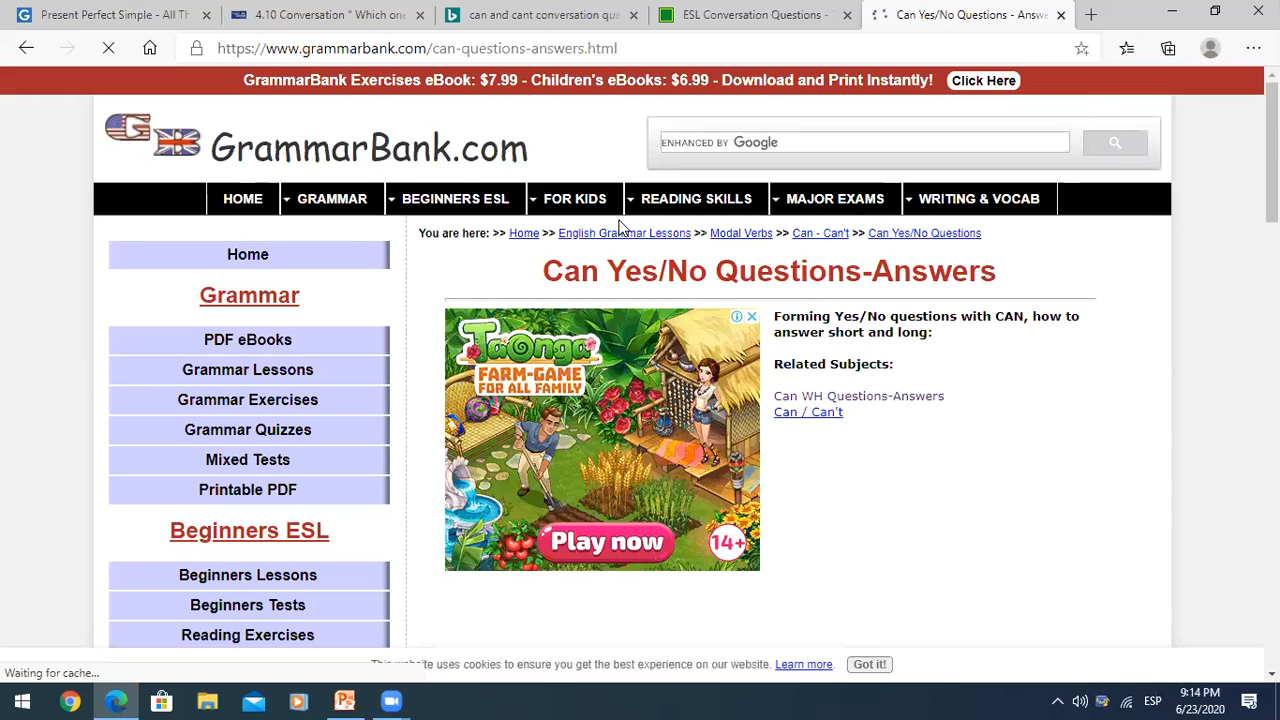 Present Perfect Simple - All Ti
4.10 Conversation " Which on
can and cant conversation qu
ESL Conversation Questions -
Can Yes/No Questions - Answe
https://www.grammarbank.com/can-questions-answers.html
GrammarBank Exercises eBook: $7.99 - Children's eBooks: $6.99 - Download and Print Instantly! Click Here
GrammarBank.com
ENHANCED BY Google
HOME GRAMMAR BEGINNERS ESL FOR KIDS READING SKILLS MAJOR EXAMS WRITING & VOCAB
You are here: >> Home >> English Grammar Lessons >> Modal Verbs >> Can - Can't >> Can Yes/No Questions
Home
Grammar
PDF eBooks
Grammar Lessons
Grammar Exercises
Grammar Quizzes
Mixed Tests
Printable PDF
Beginners ESL
Beginners Lessons
Beginners Tests
Reading Exercises
Can Yes/No Questions-Answers
Taonga
FARM-GAME
FOR ALL FAMILY
Play now
14+
Forming Yes/No questions with CAN, how to
answer short and long:
Related Subjects:
Can WH Questions-Answers
Can / Can't
This website uses cookies to ensure you get the best experience on our website. Learn more. Got it!
Waiting for cache...
ESP
9:14 PM
6/23/2020